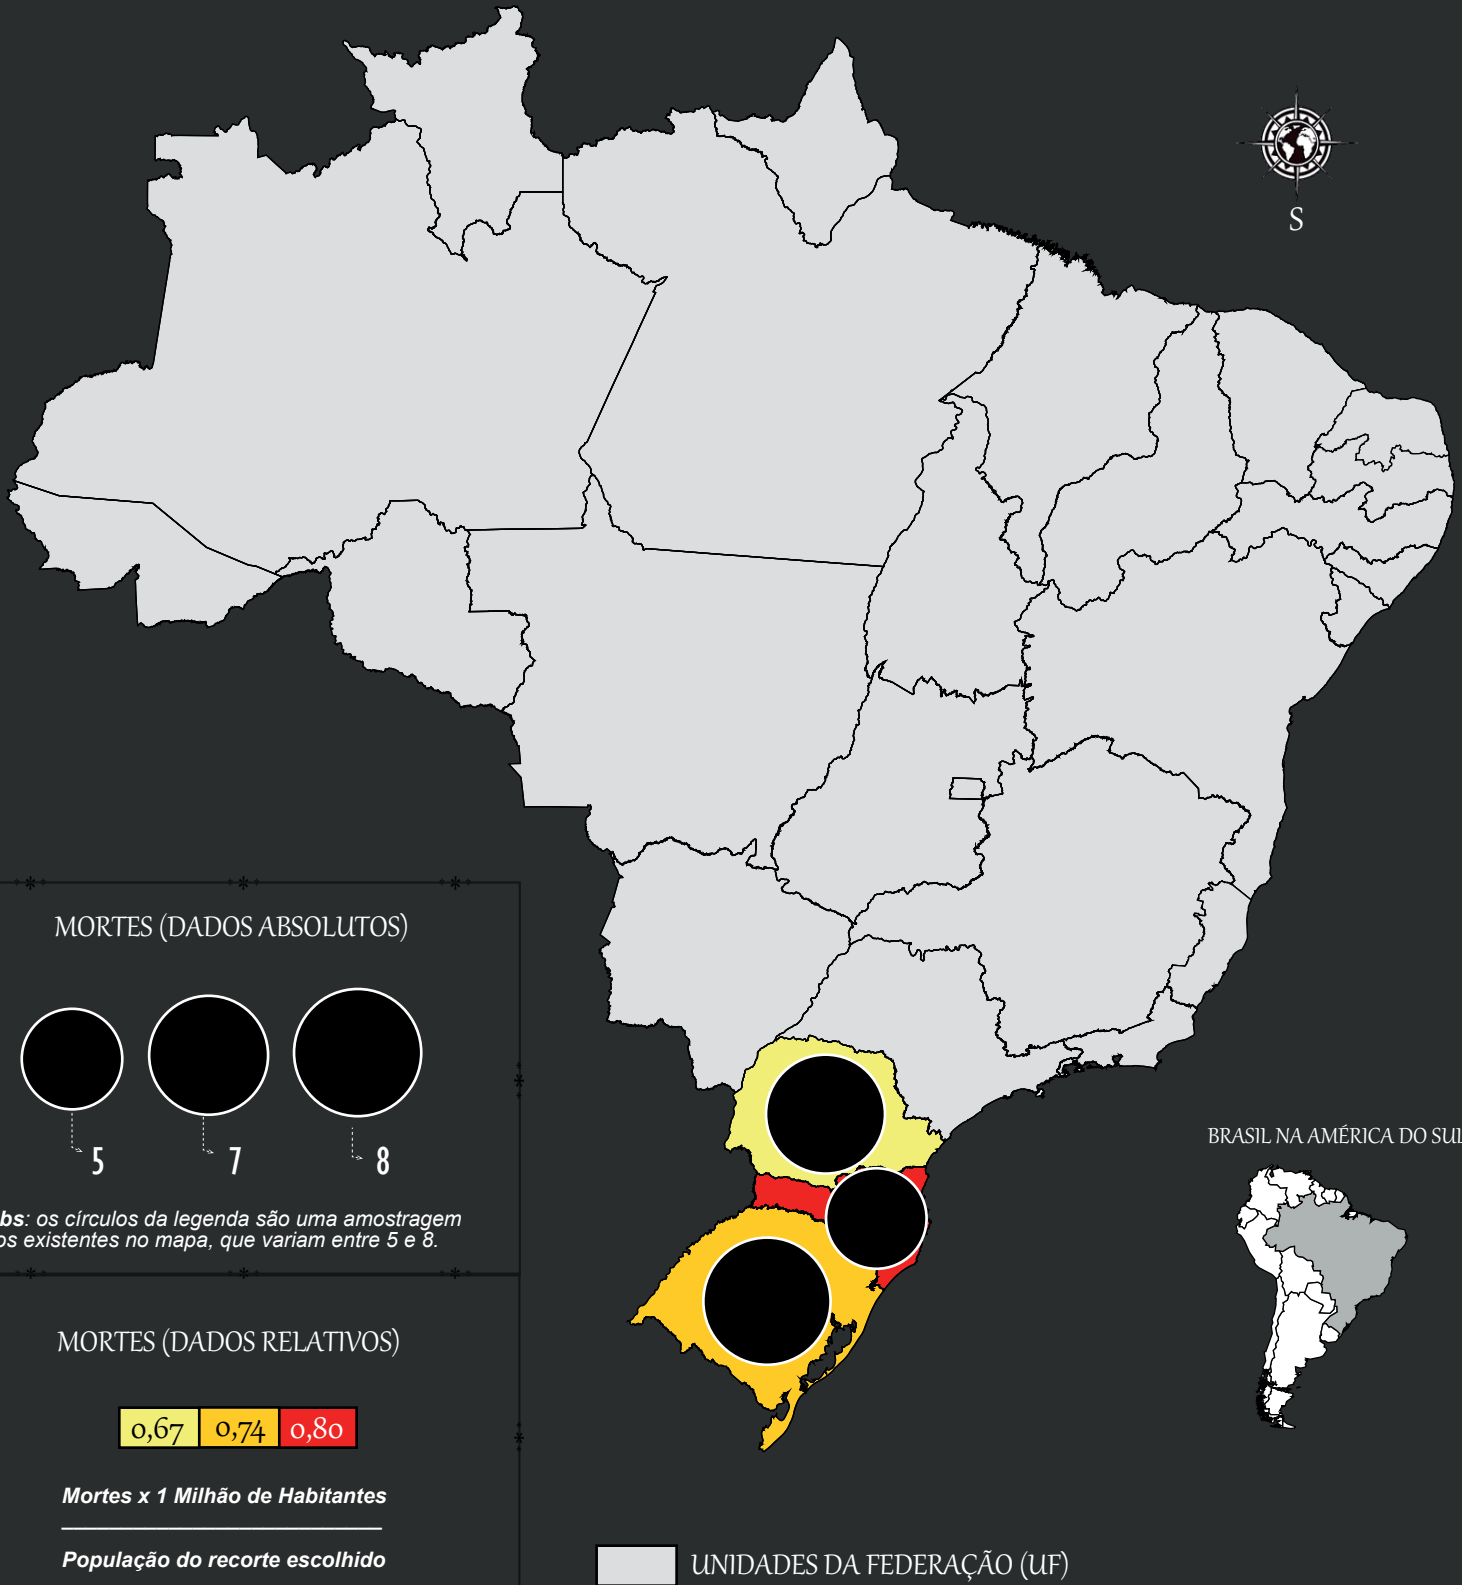 S
MORTES (DADOS ABSOLUTOS)
5 7 8
bs: os círculos da legenda são uma amostragem
os existentes no mapa, que variam entre 5 e 8.
BRASIL NA AMÉRICA DO SUL
MORTES (DADOS RELATIVOS)
0,67 0,74 0,80
Mortes x 1 Milhão de Habitantes
População do recorte escolhido
UNIDADES DA FEDERAÇÃO (UF)